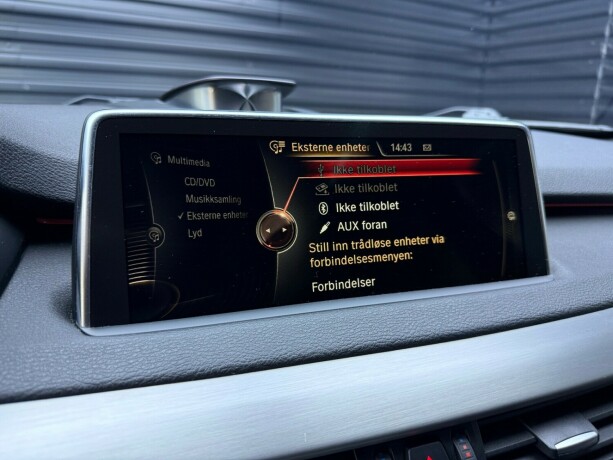 Multimedia
CD/DVD
Musikksamling
Eksterne enheter
Lyd
Eksterne enheter 14:43
Ikke tilkoblet
Ikke tilkoblet
Ikke tilkoblet
AUX foran
Still inn trådløse enheter via
forbindelsesmenyen:
Forbindelser